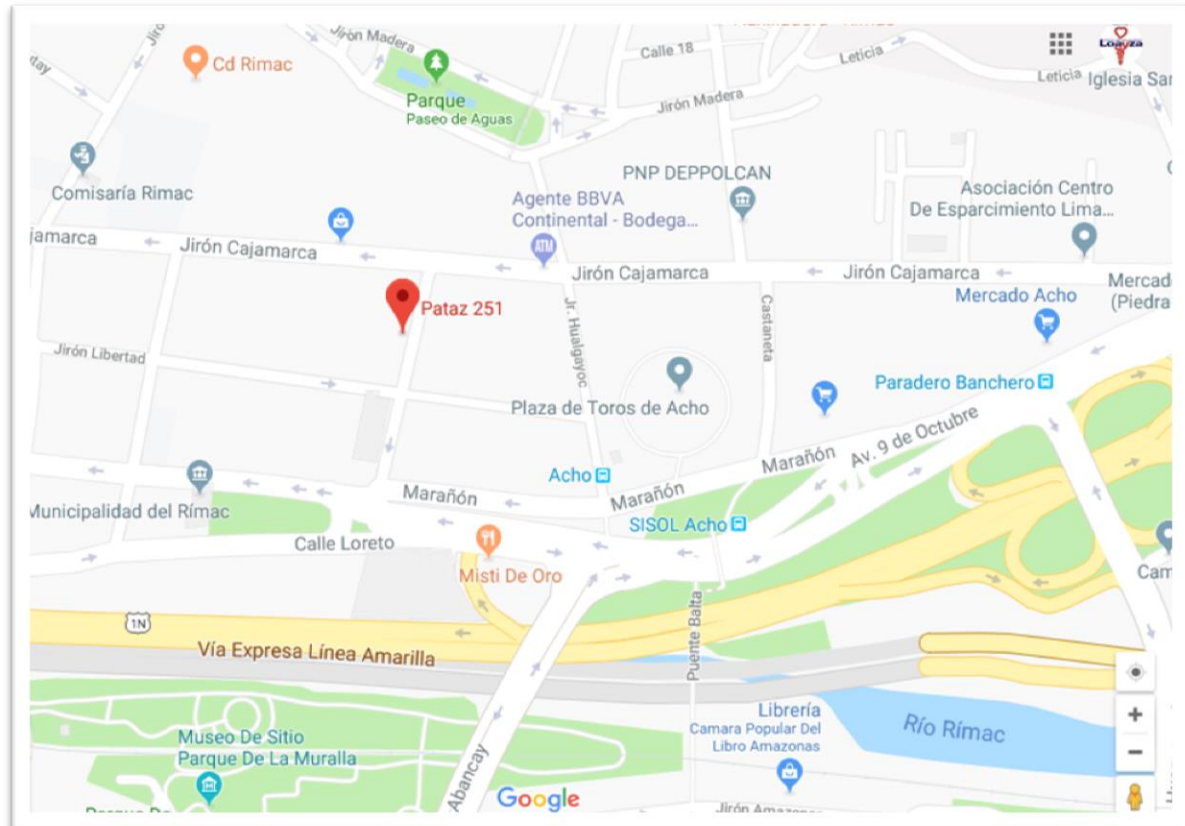 Jirón Madera
Calle 18
Leticia
Loayza
Leticia
Iglesia San
Cd Rimac
Parque
Paseo de Aguas
Jirón Madera
Comisaría Rimac
PNP DEPPOLCAN
Agente BBVA
Continental - Bodega...
ATM
Asociación Centro
De Esparcimiento Lima...
jamarca
Jirón Cajamarca
Jirón Cajamarca
Jirón Cajamarca
Pataz 251
Jr. Hualgayoc
Castaneta
Mercado Acho
Mercad
(Piedra
Jirón Libertad
Plaza de Toros de Acho
Paradero Banchero
Av. 9 de Octubre
Marañón
Acho
Marañón
Marañón
Municipalidad del Rímac
SISOL Acho
Calle Loreto
Misti De Oro
Cam
1N
Vía Expresa Línea Amarilla
Puente Balta
Librería
Camara Popular Del
Libro Amazonas
Río Rímac
Museo De Sitio
Parque De La Muralla
Abancay
Google
Jirón Amazonas